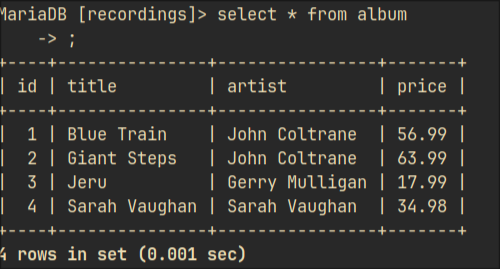 MariaDB [recordings]> select * from album
    -> ;
+----+---------------+----------------+-------+
| id | title         | artist         | price |
+----+---------------+----------------+-------+
|  1 | Blue Train    | John Coltrane  | 56.99 |
|  2 | Giant Steps   | John Coltrane  | 63.99 |
|  3 | Jeru          | Gerry Mulligan | 17.99 |
|  4 | Sarah Vaughan | Sarah Vaughan  | 34.98 |
+----+---------------+----------------+-------+
4 rows in set (0.001 sec)